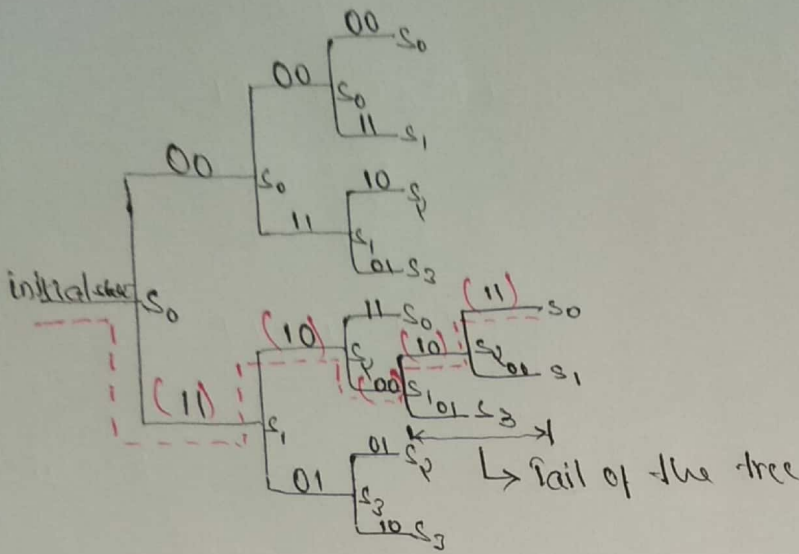 00 S0
00
S0
11 S1
00
S0
10 S2
11
S1
01 S3
initial state
S0
(11)
S0
11 S0
(10)
(10)
S2
S2
00 S1
(00)
S1
01 S3
(11)
S1
01 S2
Tail of the tree
01
S3
10 S3